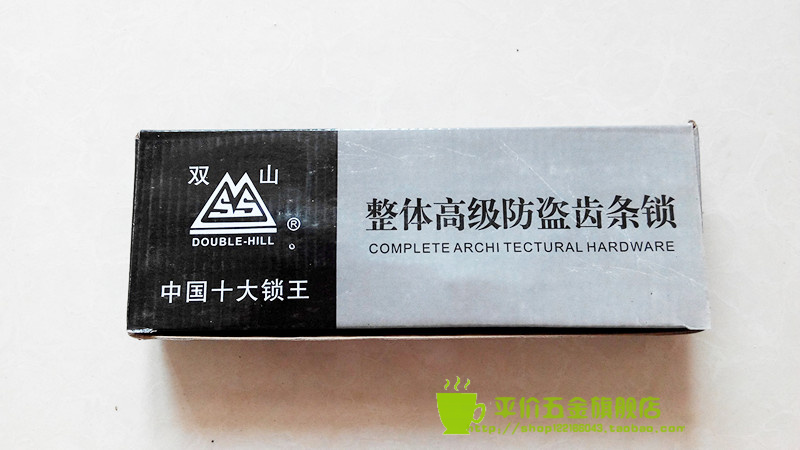 双 山
SS
DOUBLE-HILL
®
中国十大锁王
整体高级防盗齿条锁
COMPLETE ARCHI TECTURAL HARDWARE
平价五金旗舰店